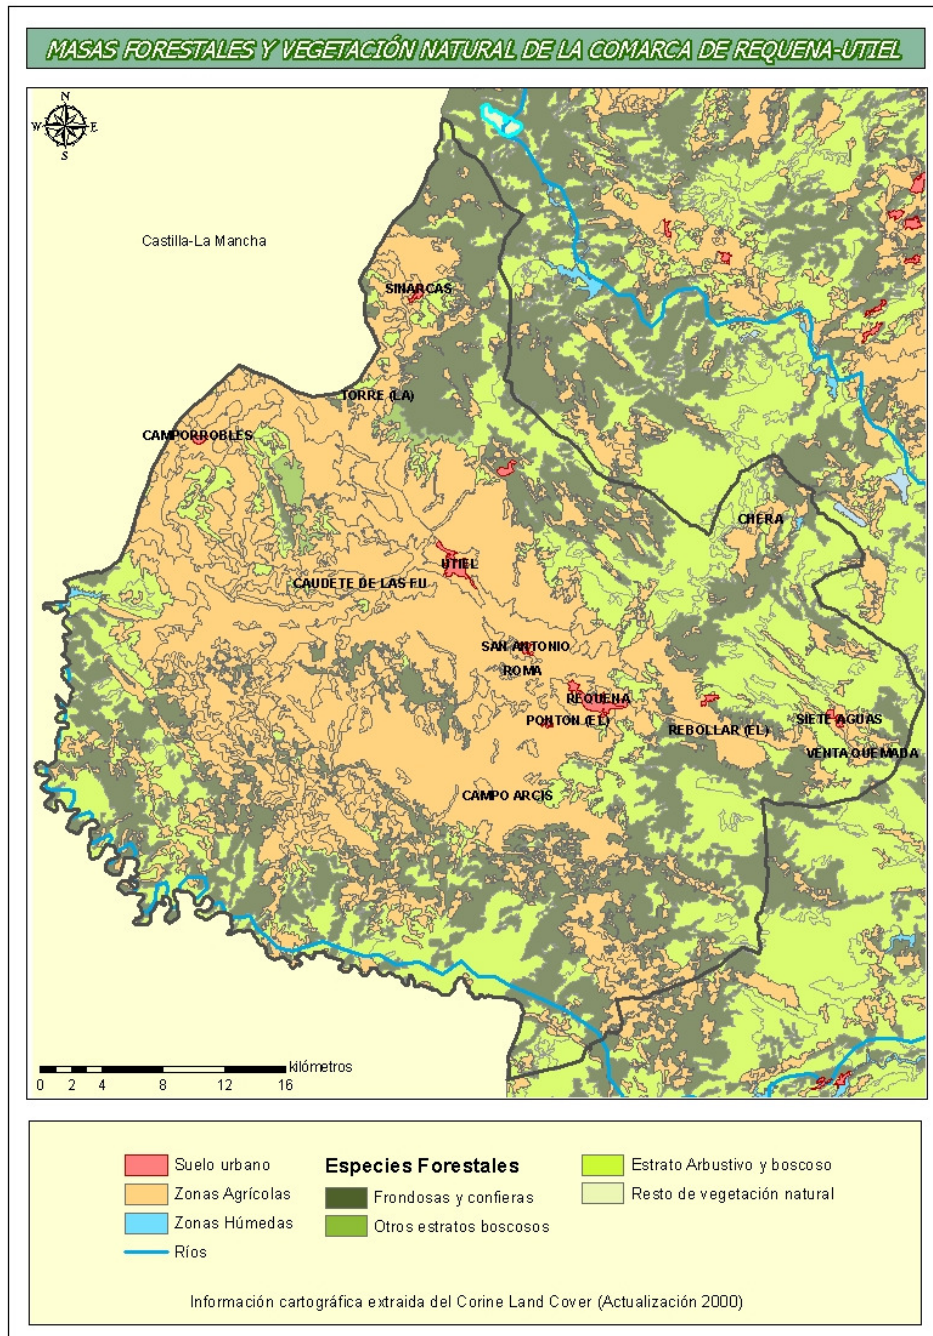 MASAS FORESTALES Y VEGETACIÓN NATURAL DE LA COMARCA DE REQUENA-UTIEL
N
W E
S
Castilla-La Mancha
SINARCAS
TORRE (LA)
CAMPORROBLES
CHERA
UTIEL
CAUDETE DE LAS F.U
SAN ANTONIO
ROMA
REQUENA
PONTON (EL)
REBOLLAR (EL)
SIETE AGUAS
VENTA QUEMADA
CAMPO ARCIS
kilómetros
0 2 4 8 12 16
Suelo urbano
Zonas Agrícolas
Zonas Húmedas
Ríos
Especies Forestales
Frondosas y confieras
Otros estratos boscosos
Estrato Arbustivo y boscoso
Resto de vegetación natural
Información cartográfica extraida del Corine Land Cover (Actualización 2000)